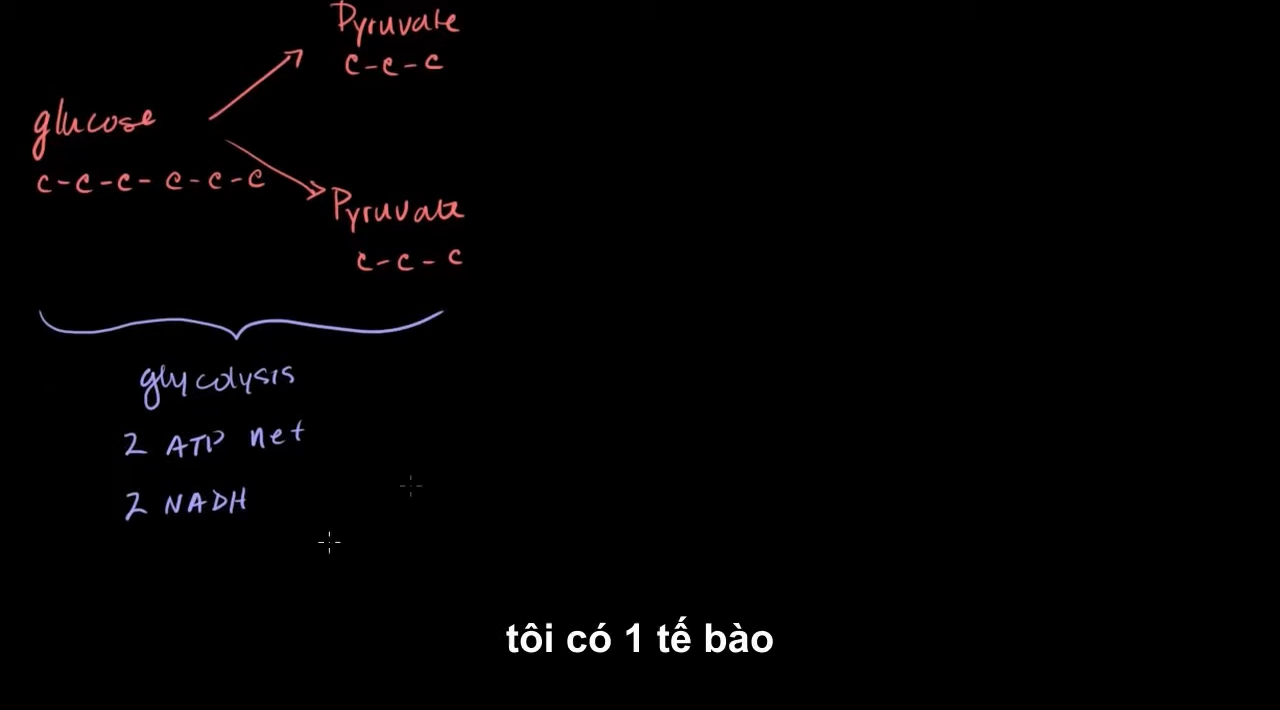 Pyruvate
c-c-c
glucose
c-c-c-c-c-c
Pyruvate
c-c-c
glycolysis
2 ATP net
2 NADH
tôi có 1 tế bào